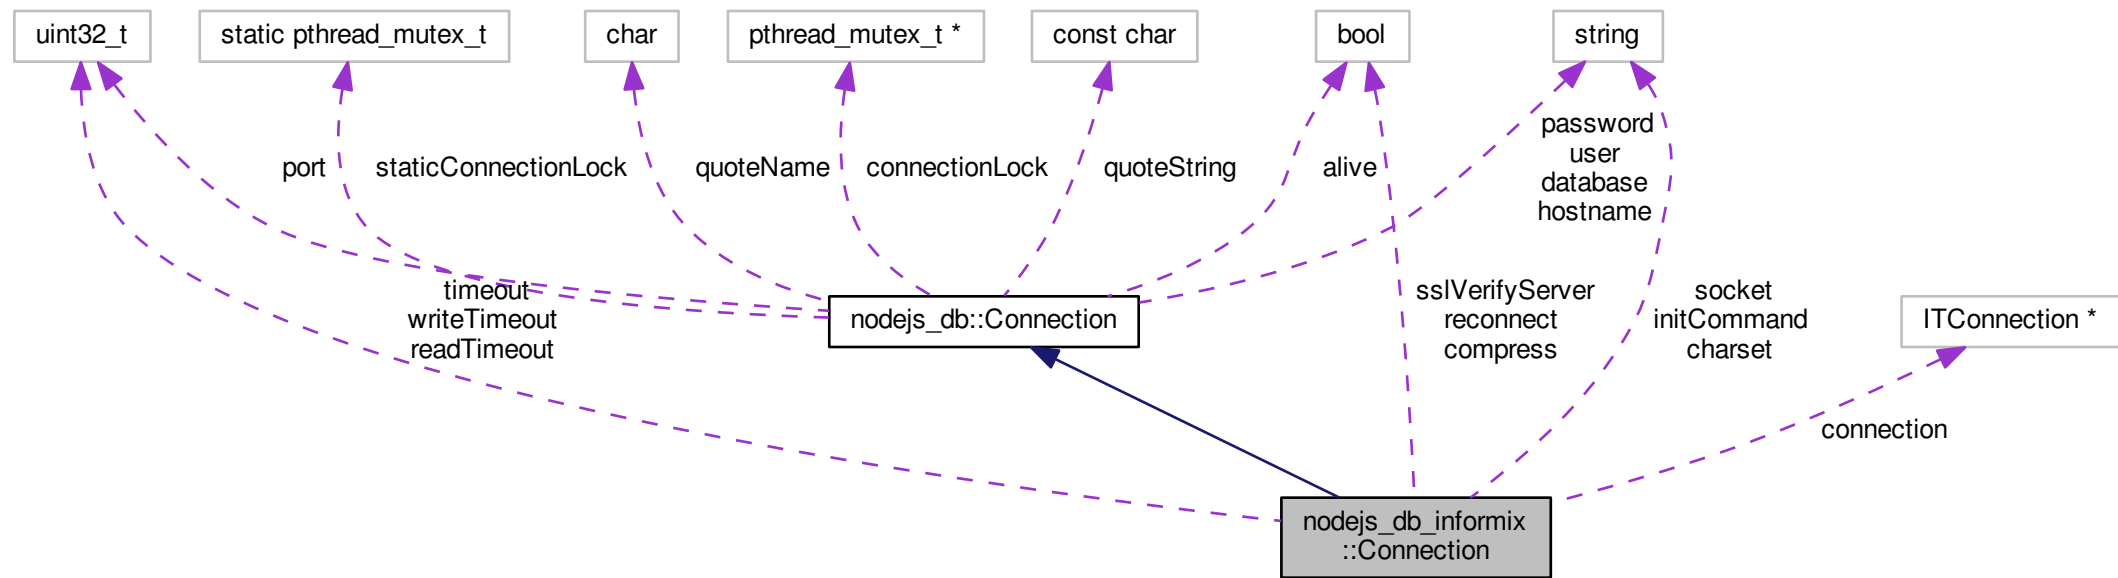 uint32_t
static pthread_mutex_t
char
pthread_mutex_t *
const char
bool
string
port
staticConnectionLock
quoteName
connectionLock
quoteString
alive
password
user
database
hostname
timeout
writeTimeout
readTimeout
nodejs_db::Connection
sslVerifyServer
reconnect
compress
socket
initCommand
charset
ITConnection *
connection
nodejs_db_informix
::Connection